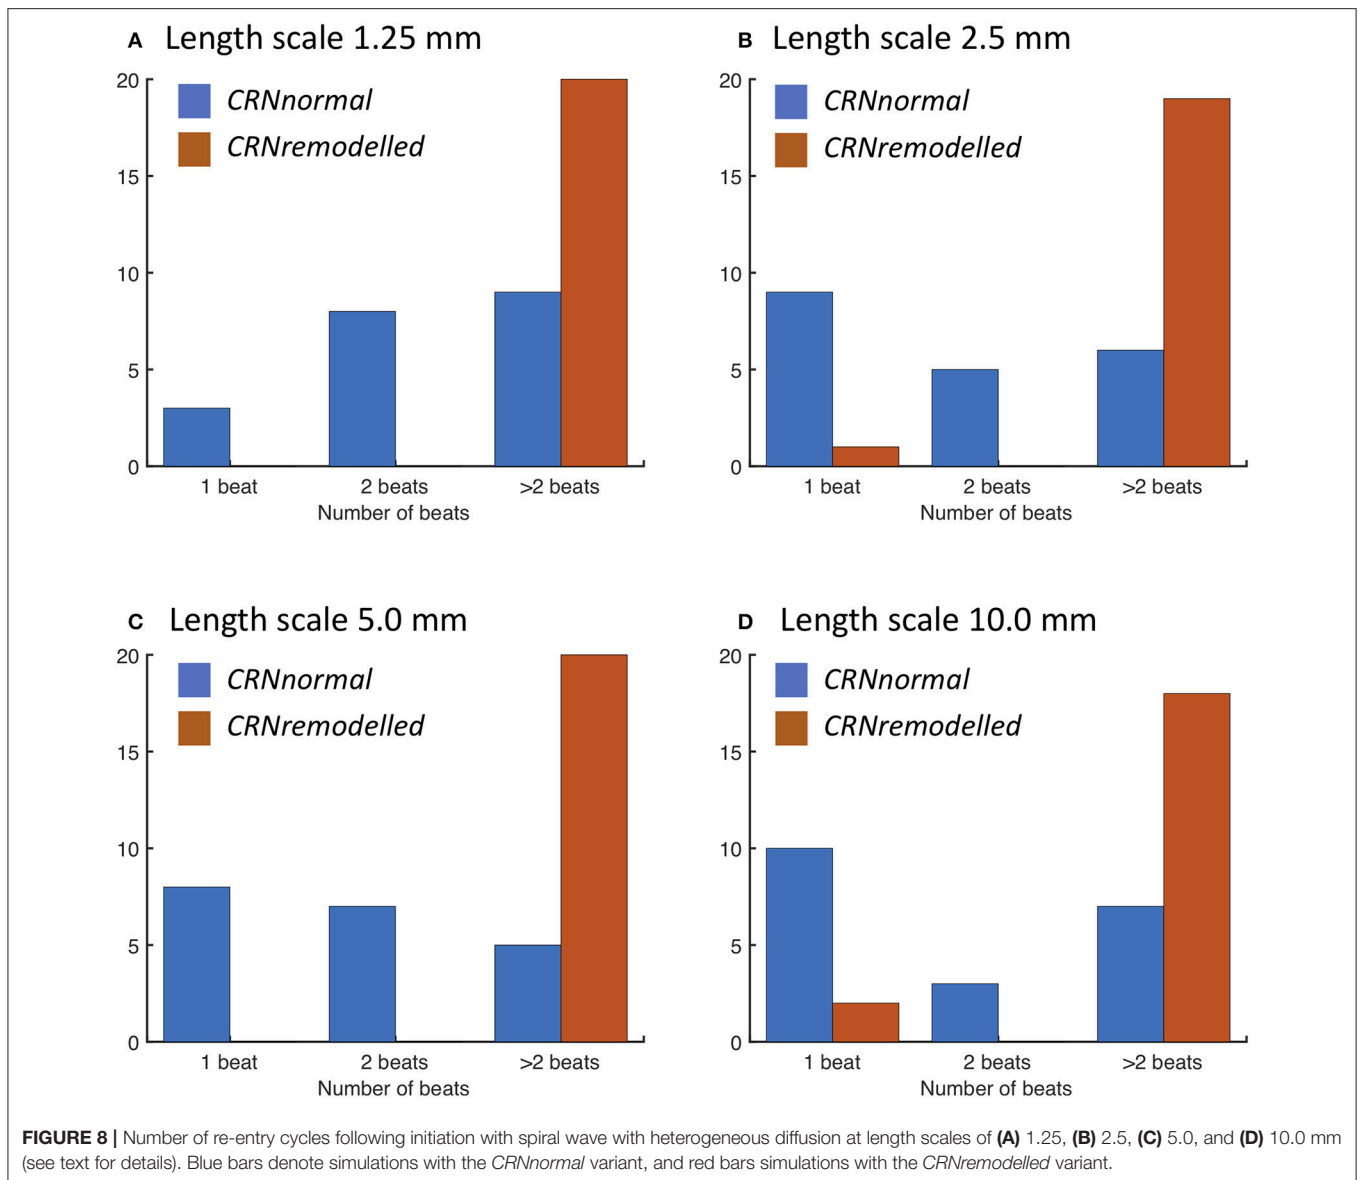 A Length scale 1.25 mm
CRNnormal
CRNremodelled
20
15
10
5
0
1 beat 2 beats >2 beats
Number of beats
B Length scale 2.5 mm
CRNnormal
CRNremodelled
20
15
10
5
0
1 beat 2 beats >2 beats
Number of beats
C Length scale 5.0 mm
CRNnormal
CRNremodelled
20
15
10
5
0
1 beat 2 beats >2 beats
Number of beats
D Length scale 10.0 mm
CRNnormal
CRNremodelled
20
15
10
5
0
1 beat 2 beats >2 beats
Number of beats
FIGURE 8 | Number of re-entry cycles following initiation with spiral wave with heterogeneous diffusion at length scales of (A) 1.25, (B) 2.5, (C) 5.0, and (D) 10.0 mm
(see text for details). Blue bars denote simulations with the CRNnormal variant, and red bars simulations with the CRNremodelled variant.